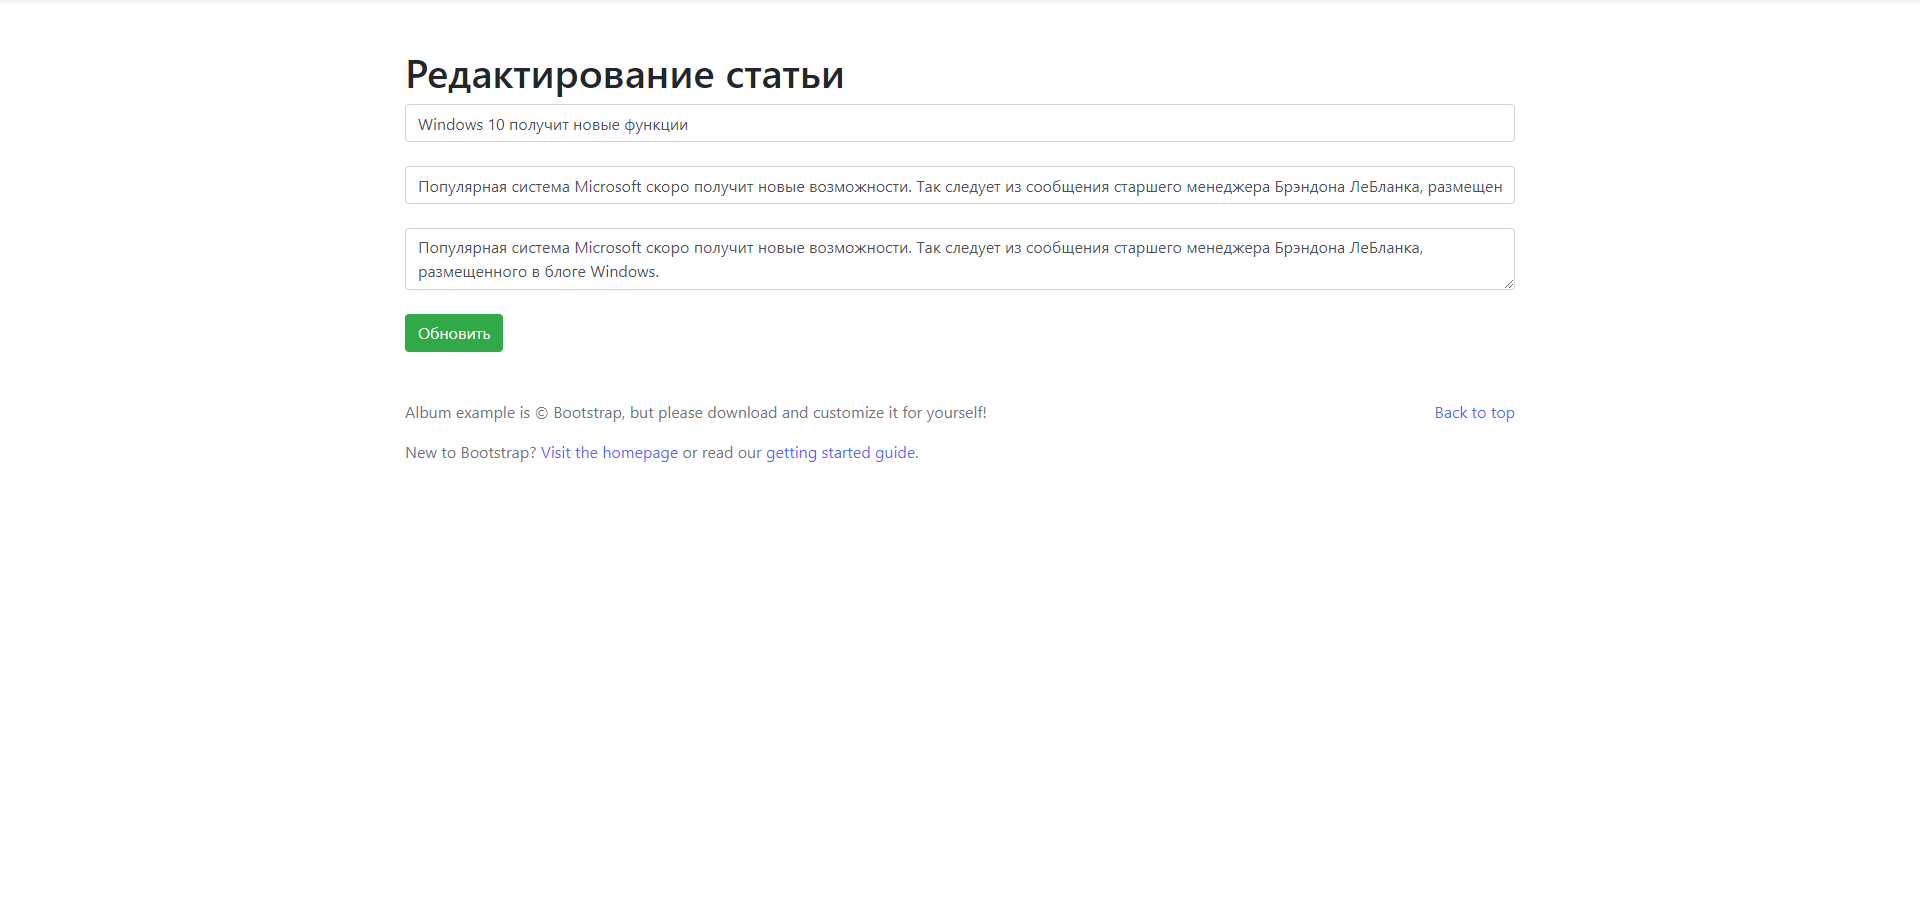 Редактирование статьи
Windows 10 получит новые функции
Популярная система Microsoft скоро получит новые возможности. Так следует из сообщения старшего менеджера Брэндона ЛеБланка, размещен
Популярная система Microsoft скоро получит новые возможности. Так следует из сообщения старшего менеджера Брэндона ЛеБланка,
размещенного в блоге Windows.
Обновить
Album example is © Bootstrap, but please download and customize it for yourself! Back to top
New to Bootstrap? Visit the homepage or read our getting started guide.